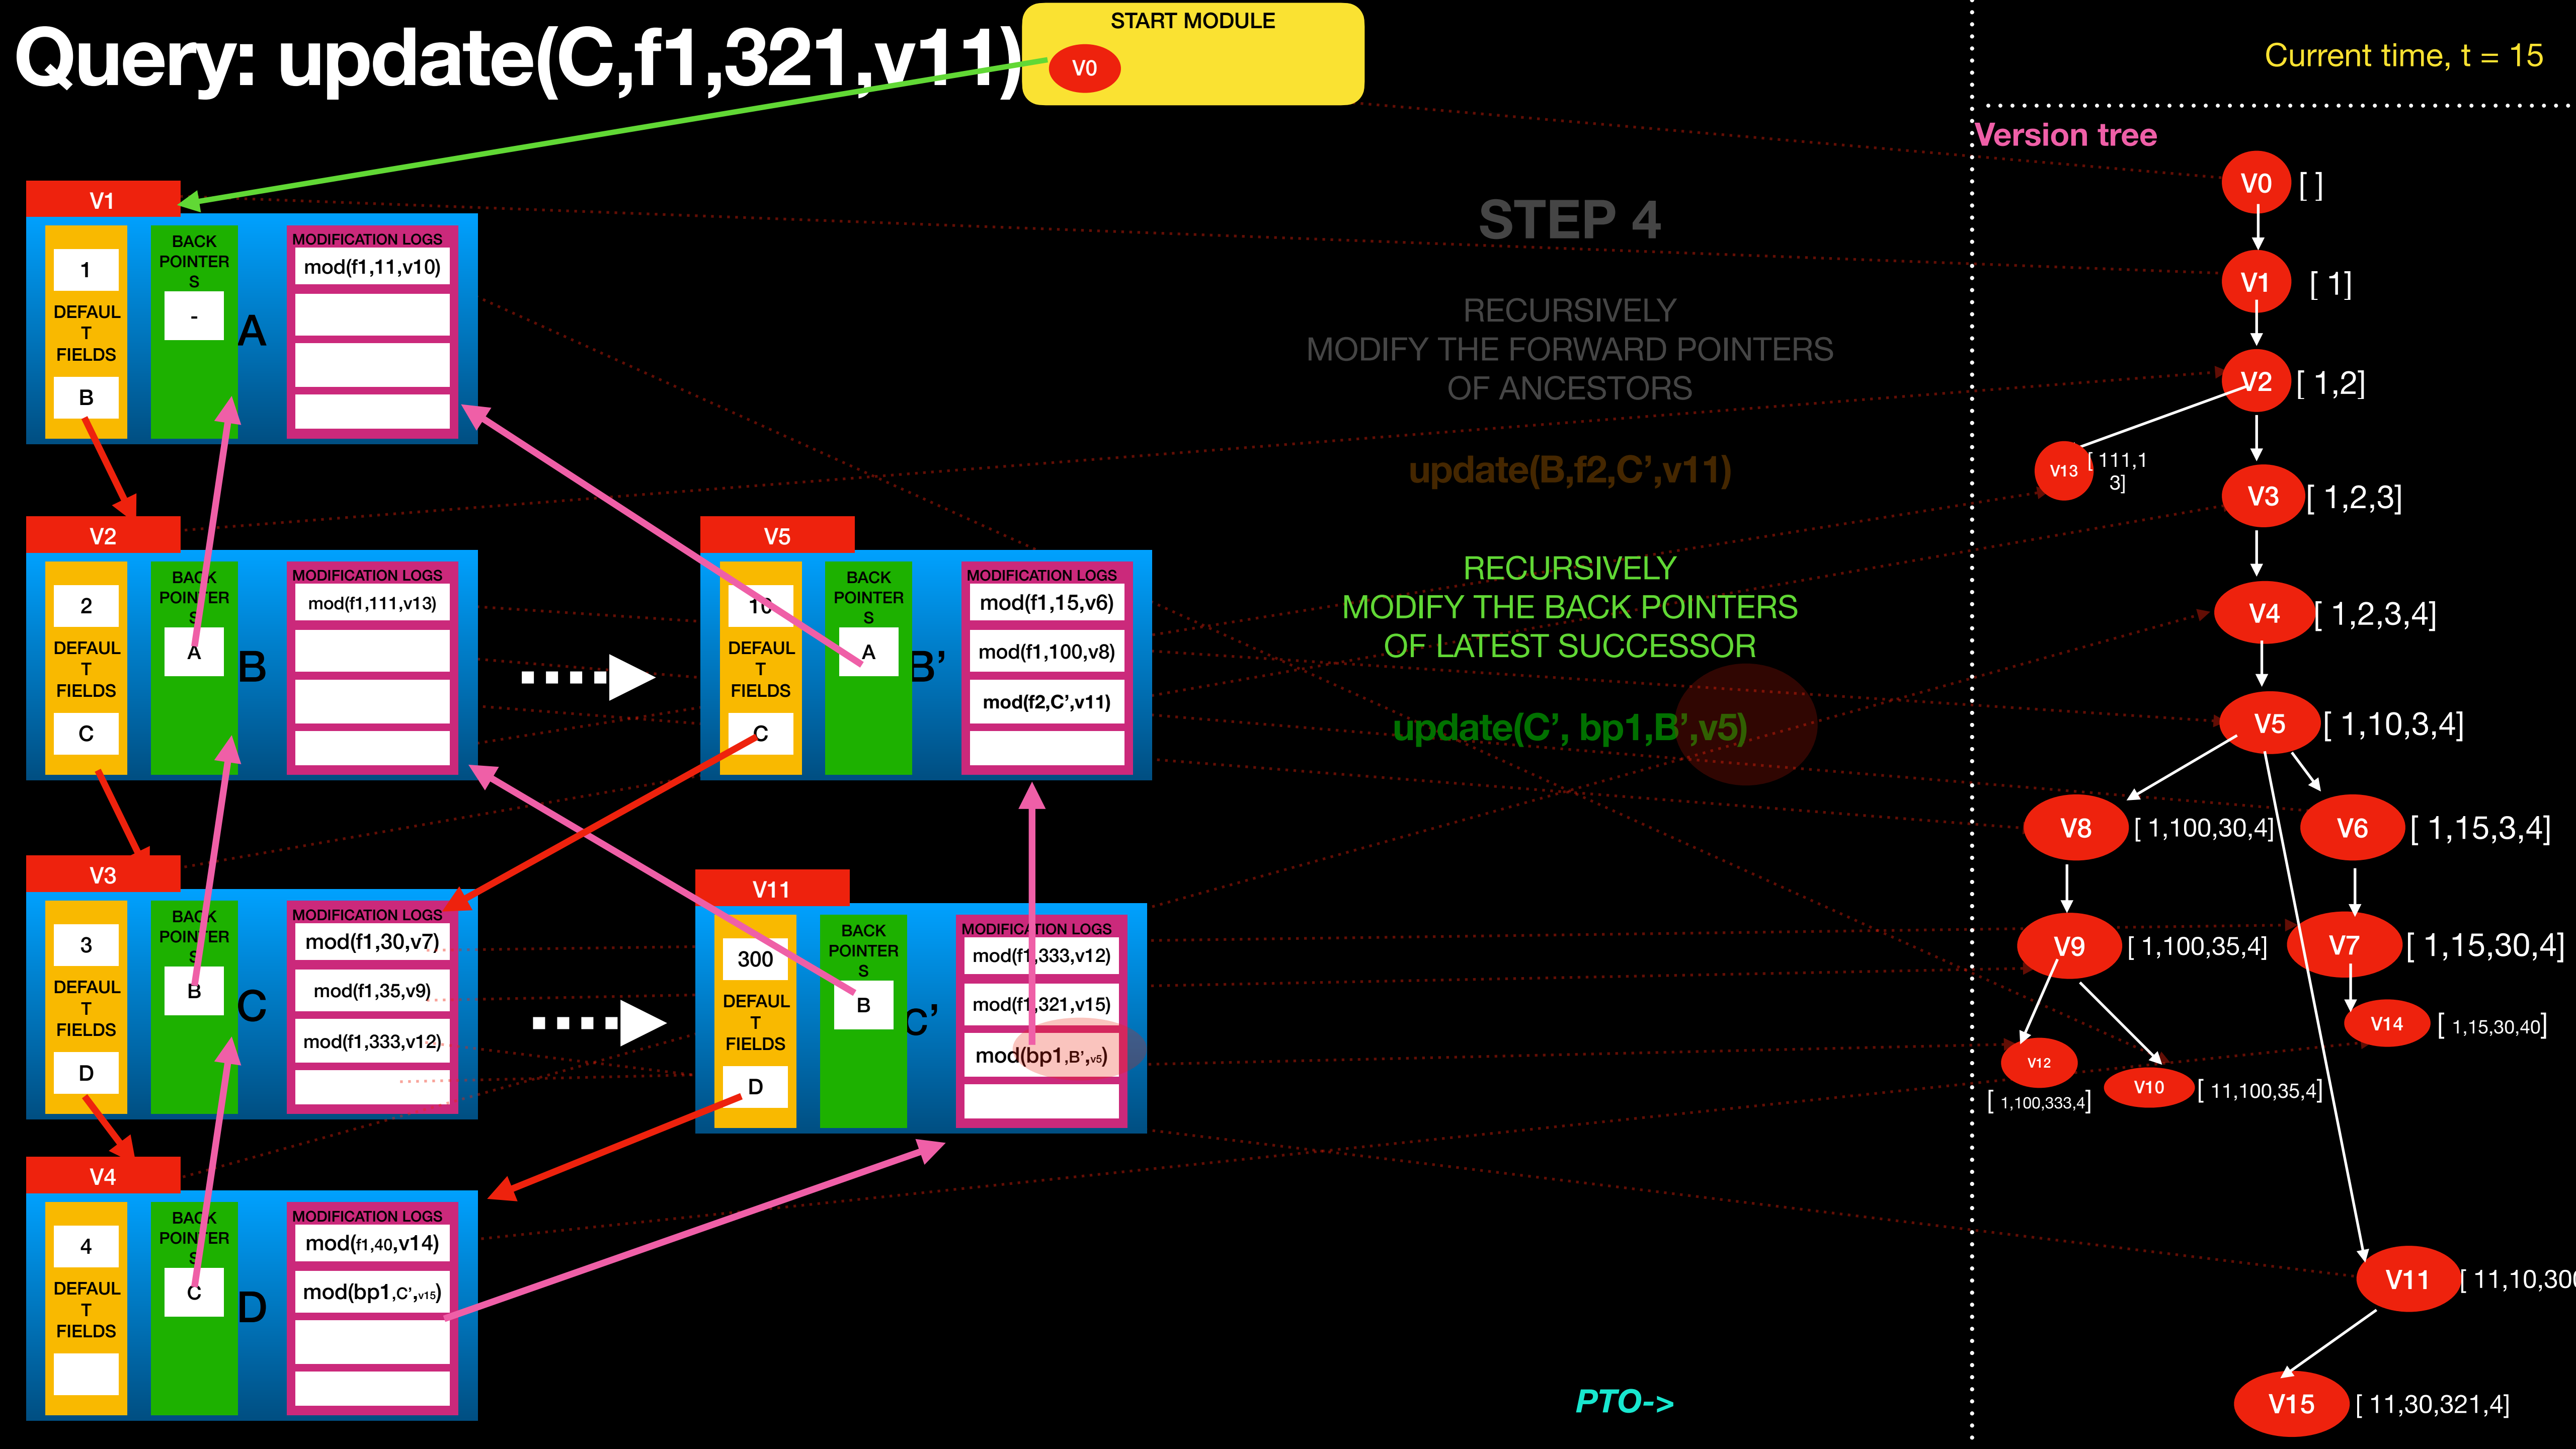 Query: update(C,f1,321,v11)
START MODULE
V0
Current time, t = 15
V1
1
DEFAUL
T
FIELDS
B
BACK
POINTER
S
-
A
MODIFICATION LOGS
mod(f1,11,v10)
V2
2
DEFAUL
T
FIELDS
C
BACK
POINTER
S
A
B
MODIFICATION LOGS
mod(f1,111,v13)
V3
3
DEFAUL
T
FIELDS
D
BACK
POINTER
S
B
C
MODIFICATION LOGS
mod(f1,30,v7)
mod(f1,35,v9)
mod(f1,333,v12)
V4
4
DEFAUL
T
FIELDS
BACK
POINTER
S
C
D
MODIFICATION LOGS
mod(f1,40,v14)
mod(bp1,C’,v15)
V5
10
DEFAUL
T
FIELDS
C
BACK
POINTER
S
A
B’
MODIFICATION LOGS
mod(f1,15,v6)
mod(f1,100,v8)
mod(f2,C’,v11)
V11
300
DEFAUL
T
FIELDS
D
BACK
POINTER
S
B
C’
MODIFICATION LOGS
mod(f1,333,v12)
mod(f1,321,v15)
mod(bp1,B’,v5)
STEP 4
RECURSIVELY
MODIFY THE FORWARD POINTERS
OF ANCESTORS
update(B,f2,C’,v11)
RECURSIVELY
MODIFY THE BACK POINTERS
OF LATEST SUCCESSOR
update(C’, bp1,B’,v5)
PTO->
Version tree
V0 [ ]
V1 [ 1]
V2 [ 1,2]
V13 [ 111,1
3]
V3 [ 1,2,3]
V4 [ 1,2,3,4]
V5 [ 1,10,3,4]
V8 [ 1,100,30,4]
V6 [ 1,15,3,4]
V9 [ 1,100,35,4]
V7 [ 1,15,30,4]
V14 [ 1,15,30,40]
V12
[ 1,100,333,4]
V10 [ 11,100,35,4]
V11 [ 11,10,300
V15 [ 11,30,321,4]